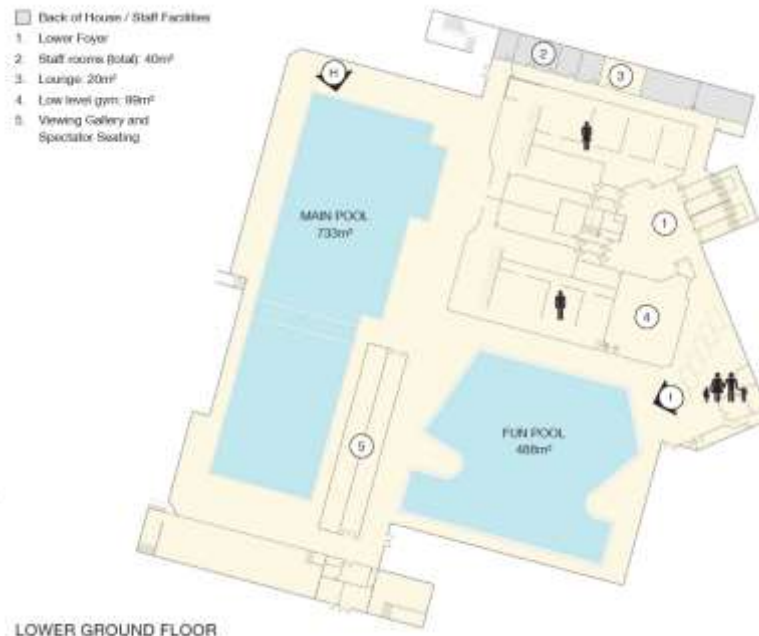 Back of House / Staff Facilities
1. Lower Foyer
2. Staff rooms (total): 40m²
3. Lounge: 20m²
4. Low level gym: 89m²
5. Viewing Gallery and
Spectator Seating
2
H
3
MAIN POOL
733m²
1
4
I
FUN POOL
488m²
5
LOWER GROUND FLOOR